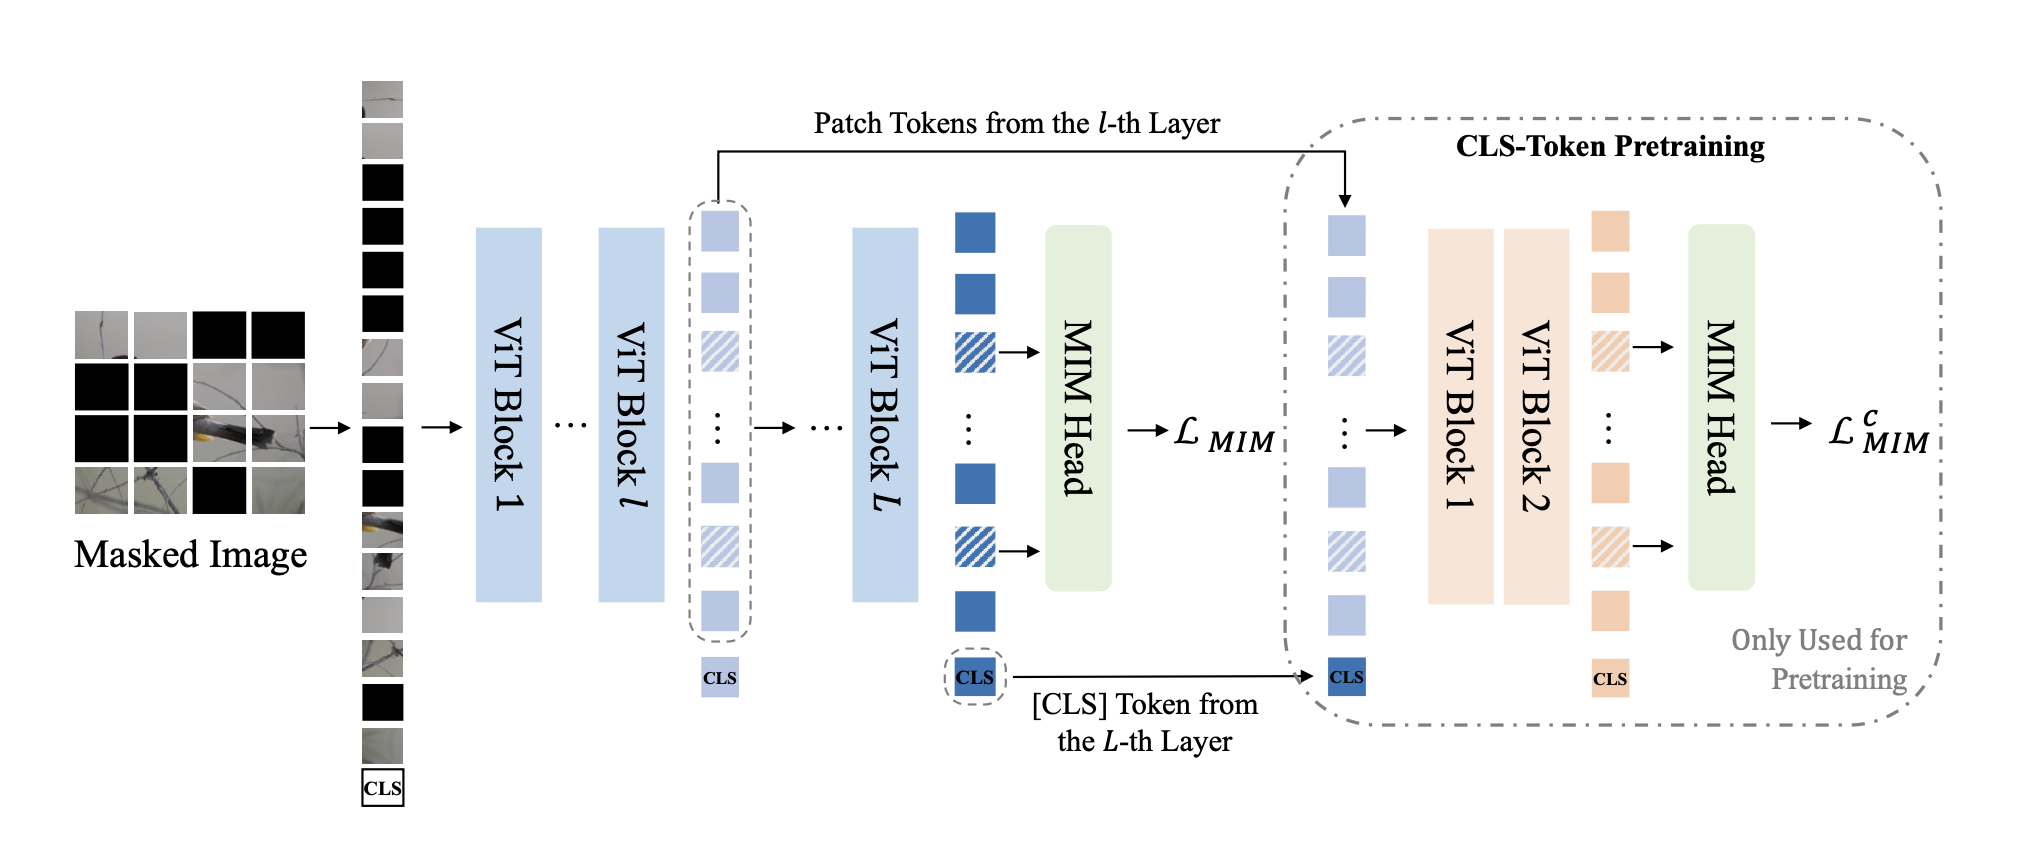 Patch Tokens from the l-th Layer
CLS-Token Pretraining
Masked Image
CLS
ViT Block 1
...
ViT Block l
⋮
CLS
...
ViT Block L
⋮
CLS
MIM Head
ℒ MIM
[CLS] Token from
the L-th Layer
⋮
CLS
ViT Block 1
ViT Block 2
⋮
CLS
MIM Head
ℒ c MIM
Only Used for
Pretraining